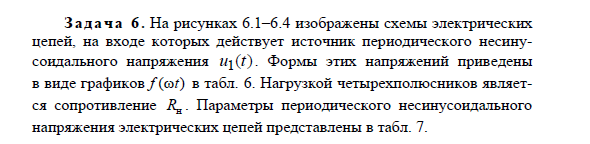 Задача 6. На рисунках 6.1–6.4 изображены схемы электрических
цепей, на входе которых действует источник периодического несину-
соидального напряжения u₁(t). Формы этих напряжений приведены
в виде графиков f(ωt) в табл. 6. Нагрузкой четырехполюсников являет-
ся сопротивление Rн. Параметры периодического несинусоидального
напряжения электрических цепей представлены в табл. 7.